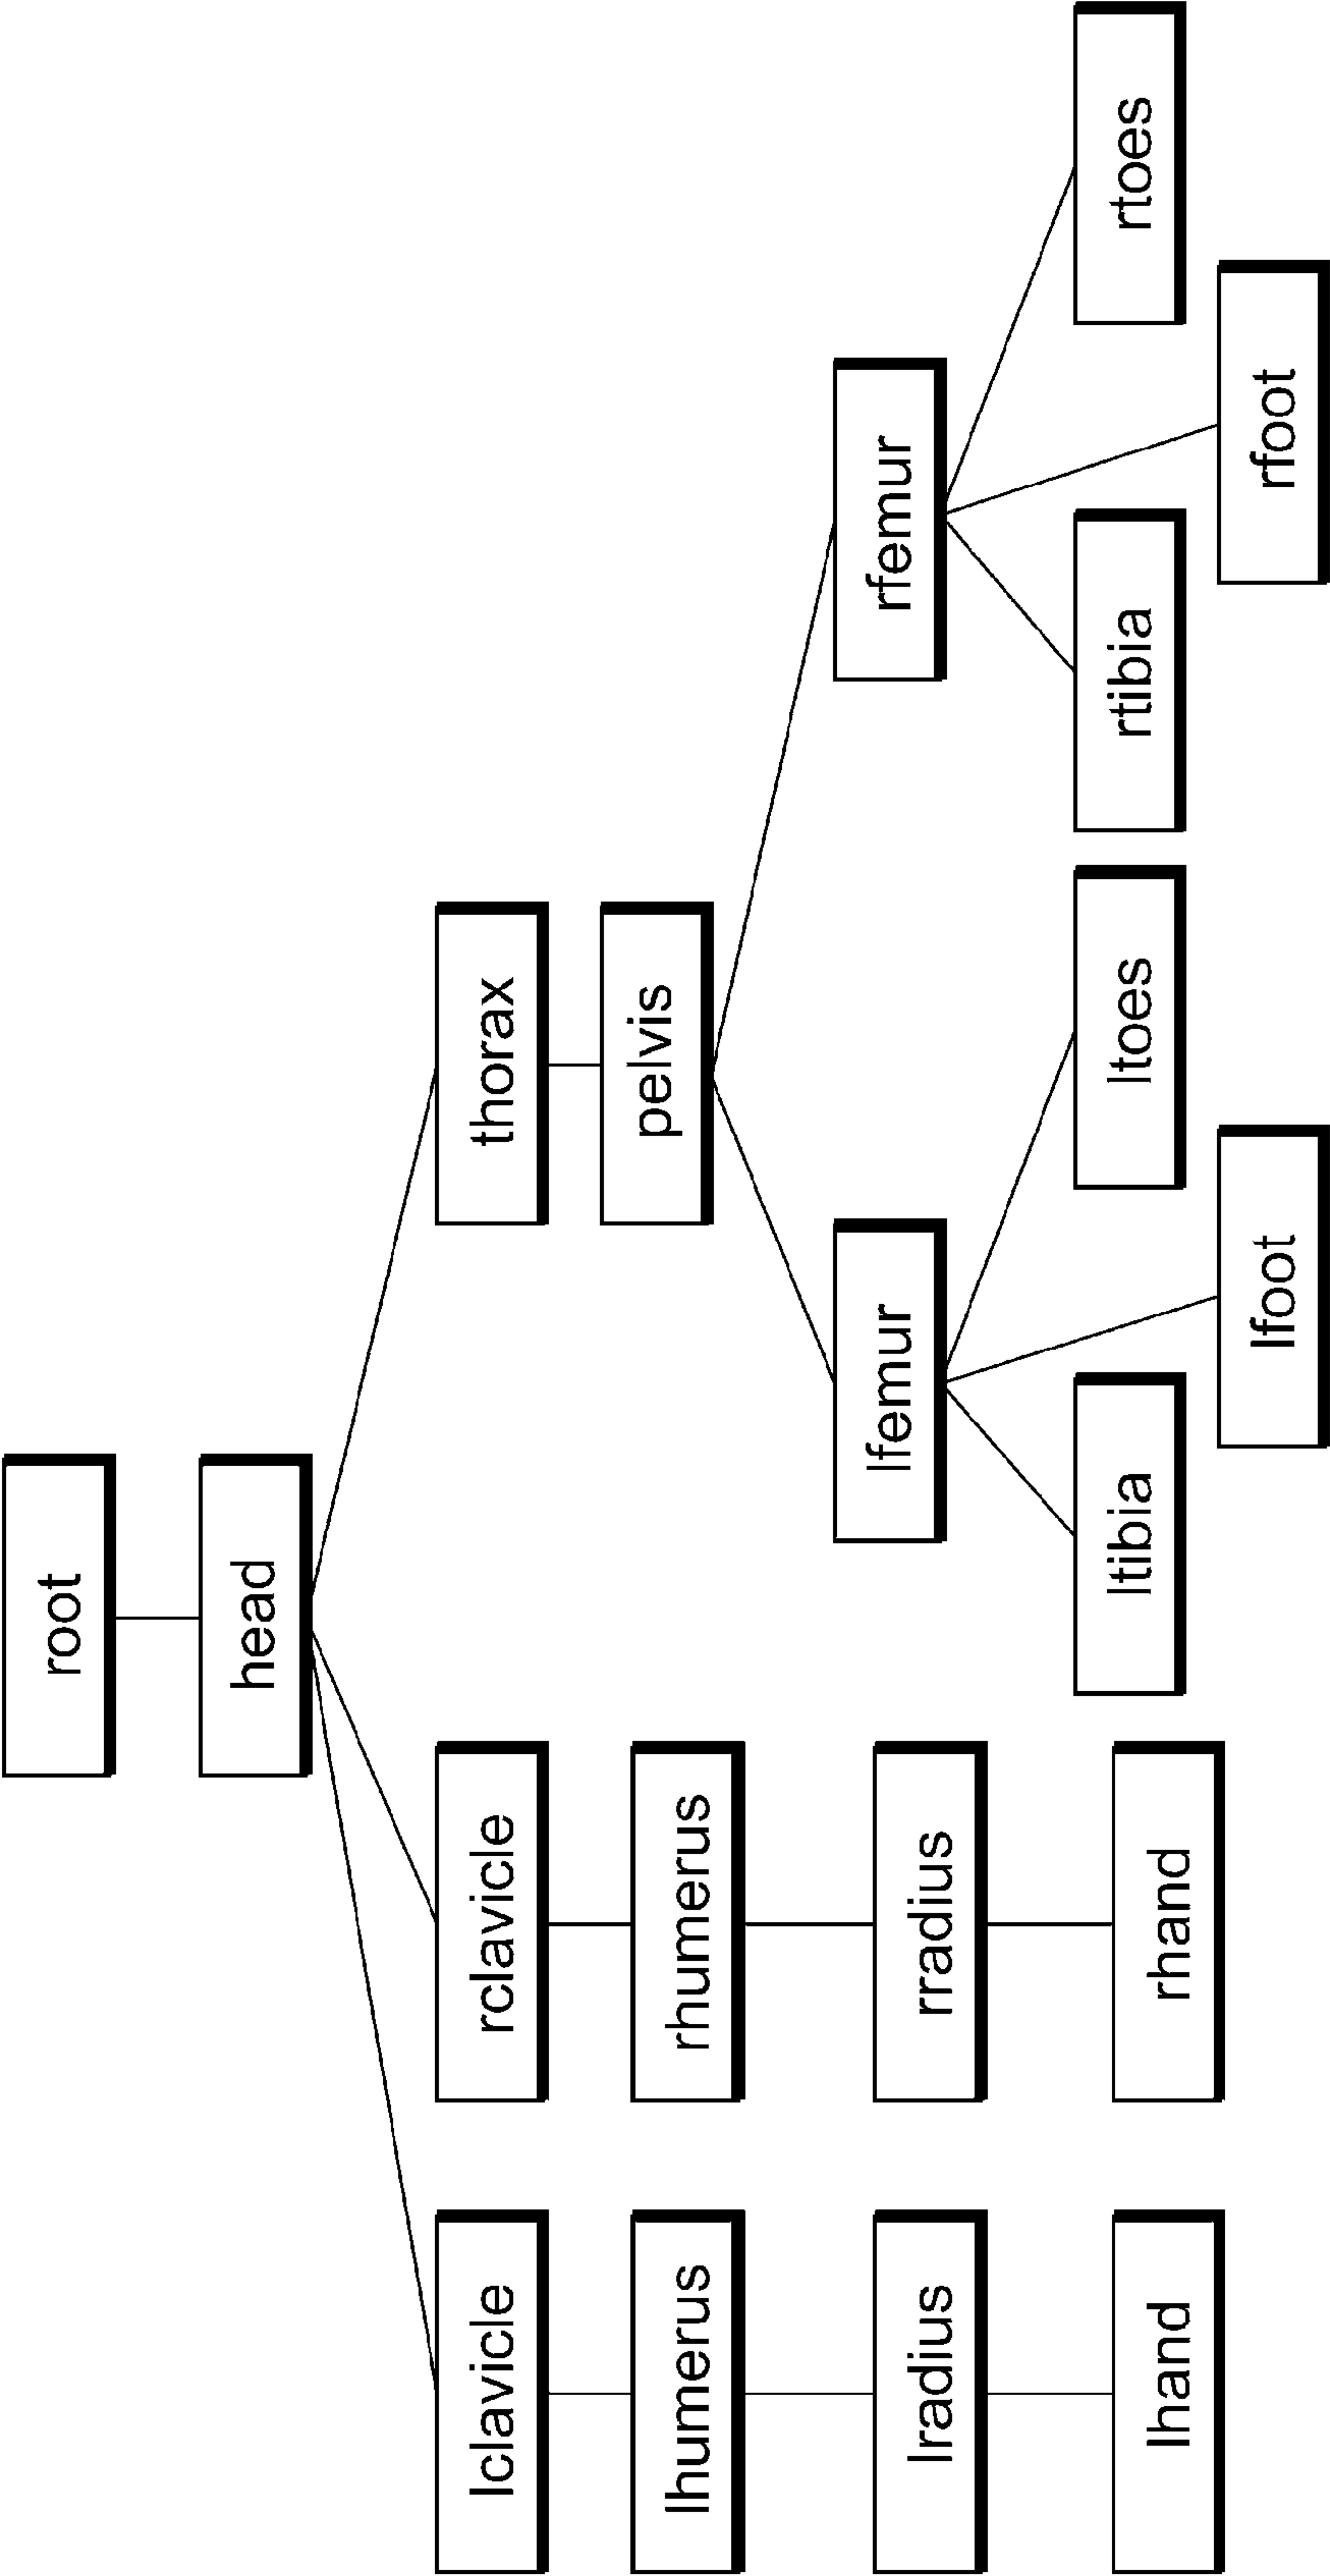 root
head
lclavicle
rclavicle
thorax
lhumerus
rhumerus
pelvis
lradius
rradius
lfemur
rfemur
lhand
rhand
ltibia
lfoot
ltoes
rtibia
rfoot
rtoes